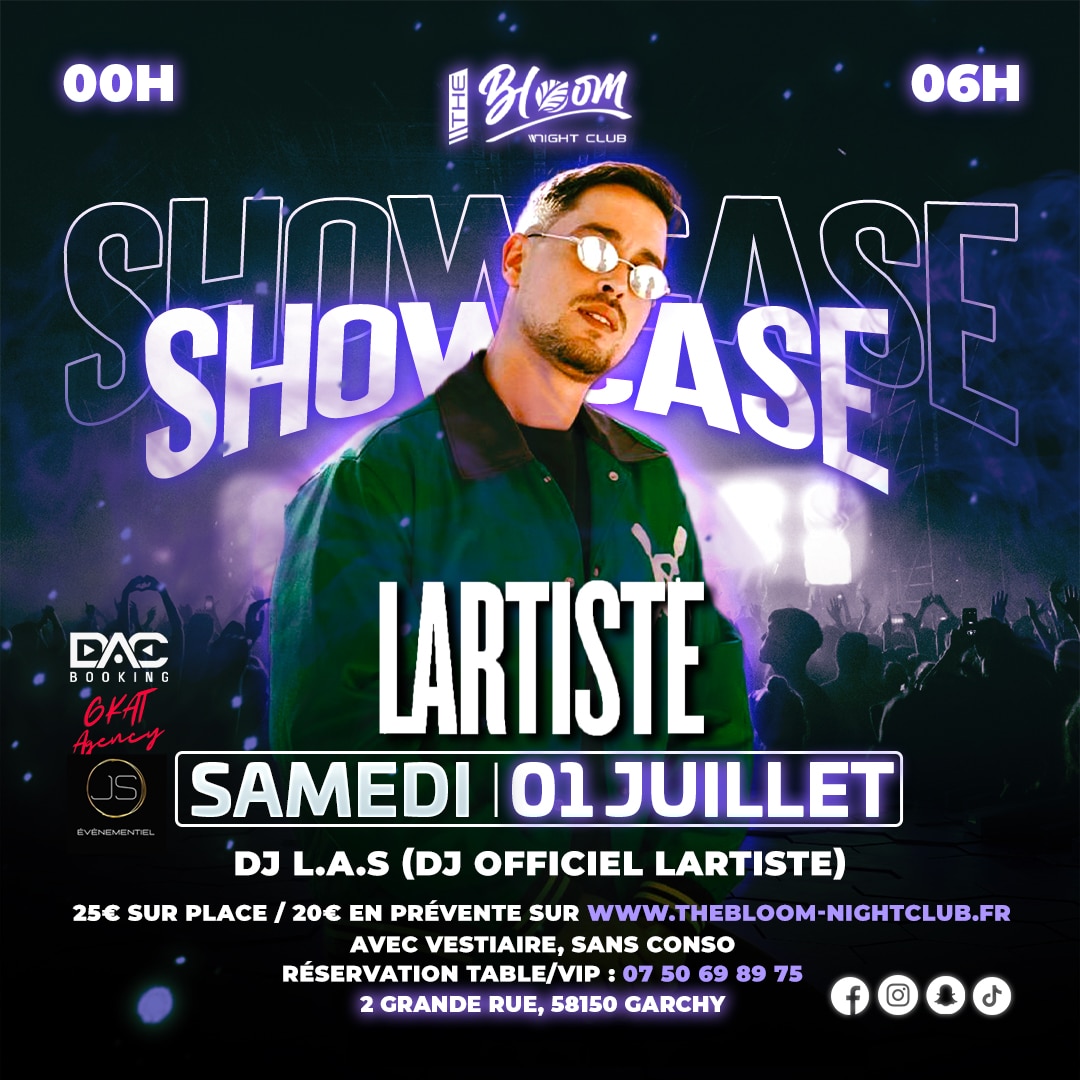 00H
06H
THE Bloom
NIGHT CLUB
SHOWCASE
SHOWCASE
LARTISTE
DAC
BOOKING
GKAT
Agency
JS
ÉVÈNEMENTIEL
SAMEDI | 01 JUILLET
DJ L.A.S (DJ OFFICIEL LARTISTE)
25€ SUR PLACE / 20€ EN PRÉVENTE SUR WWW.THEBLOOM-NIGHTCLUB.FR
AVEC VESTIAIRE, SANS CONSO
RÉSERVATION TABLE/VIP : 07 50 69 89 75
2 GRANDE RUE, 58150 GARCHY